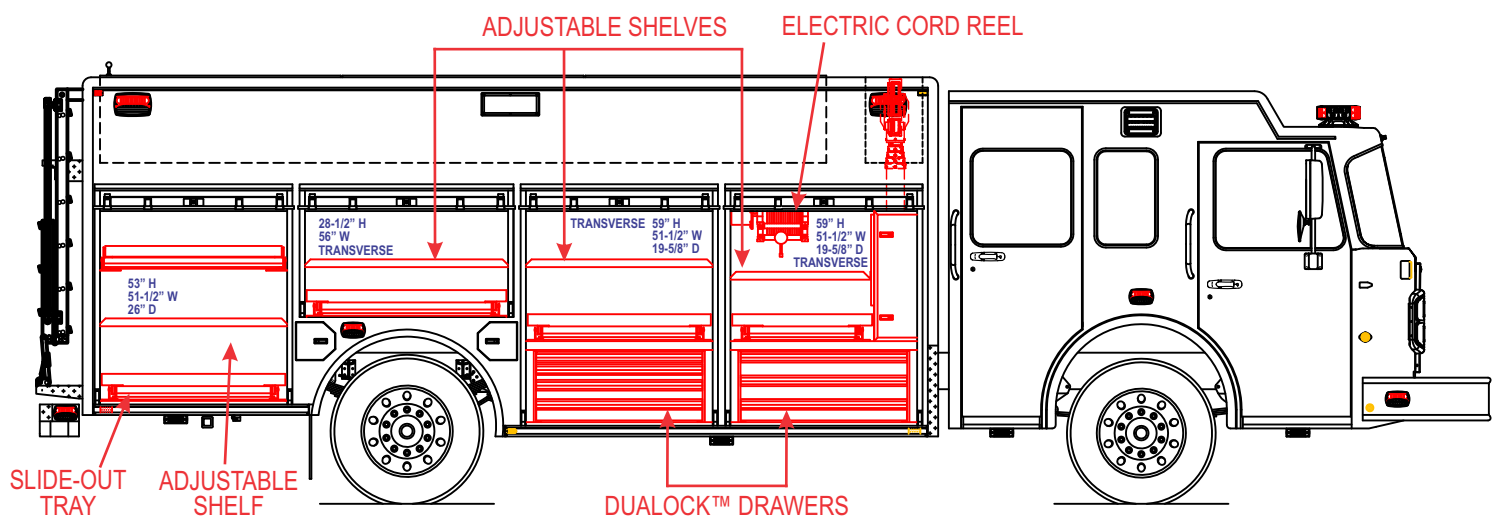 ADJUSTABLE SHELVES
ELECTRIC CORD REEL
28-1/2” H
56” W
TRANSVERSE
TRANSVERSE 59” H
51-1/2” W
19-5/8” D
59” H
51-1/2” W
19-5/8” D
TRANSVERSE
53” H
51-1/2” W
26” D
SLIDE-OUT
TRAY
ADJUSTABLE
SHELF
DUALOCK™ DRAWERS